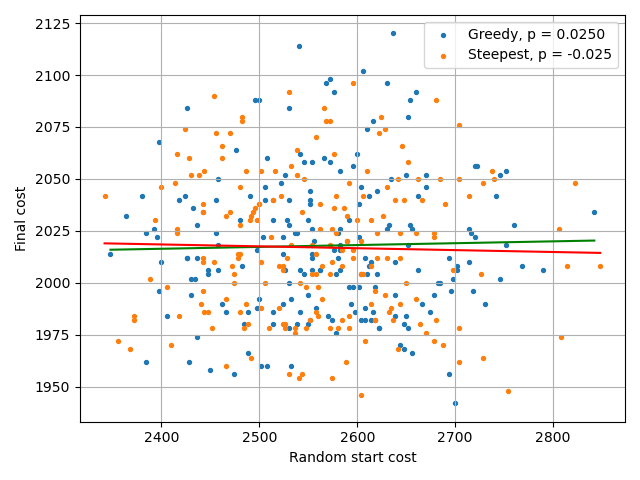 Greedy, p = 0.0250
Steepest, p = -0.025
Final cost
2125
2100
2075
2050
2025
2000
1975
1950
2400 2500 2600 2700 2800
Random start cost